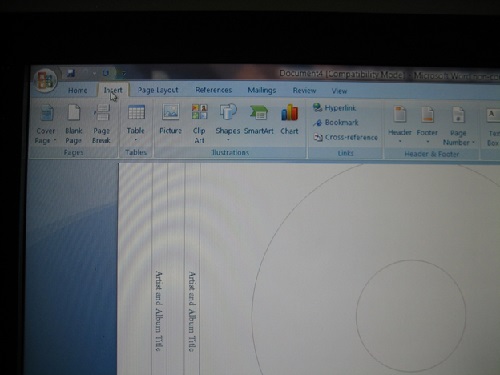 Document4 [Compatibility Mode] - Microsoft Word
Home Insert Page Layout References Mailings Review View
Cover Page
Blank Page
Page Break
Table
Picture
Clip Art
Shapes
SmartArt
Chart
Hyperlink
Bookmark
Cross-reference
Header
Footer
Page Number
Pages
Tables
Illustrations
Links
Header & Footer
Artist and Album Title
Artist and Album Title